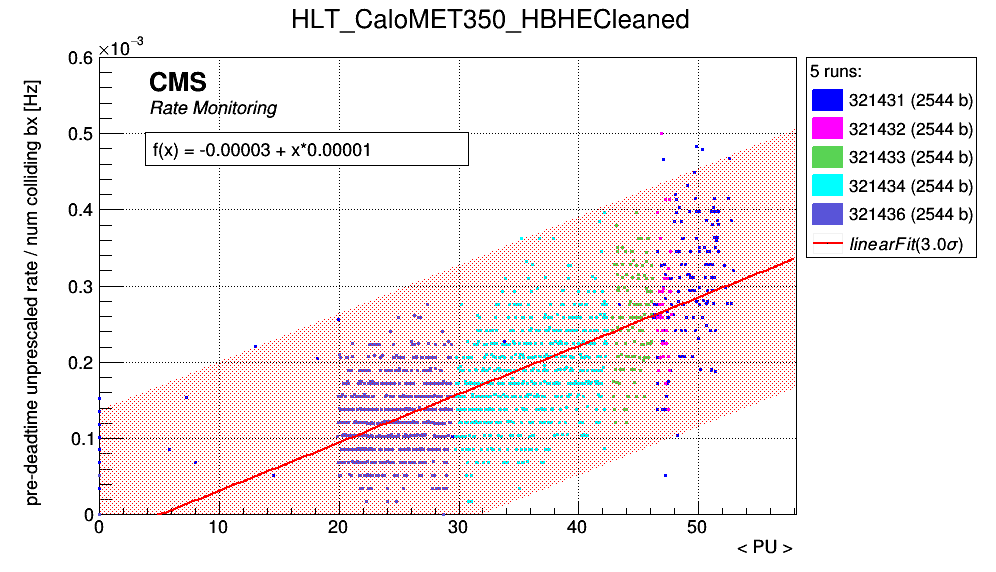 HLT_CaloMET350_HBHECleaned
×10⁻³
CMS
Rate Monitoring
f(x) = -0.00003 + x*0.00001
pre-deadtime unprescaled rate / num colliding bx [Hz]
0.6
0.5
0.4
0.3
0.2
0.1
0
0 10 20 30 40 50
< PU >
5 runs:
321431 (2544 b)
321432 (2544 b)
321433 (2544 b)
321434 (2544 b)
321436 (2544 b)
linearFit(3.0σ)